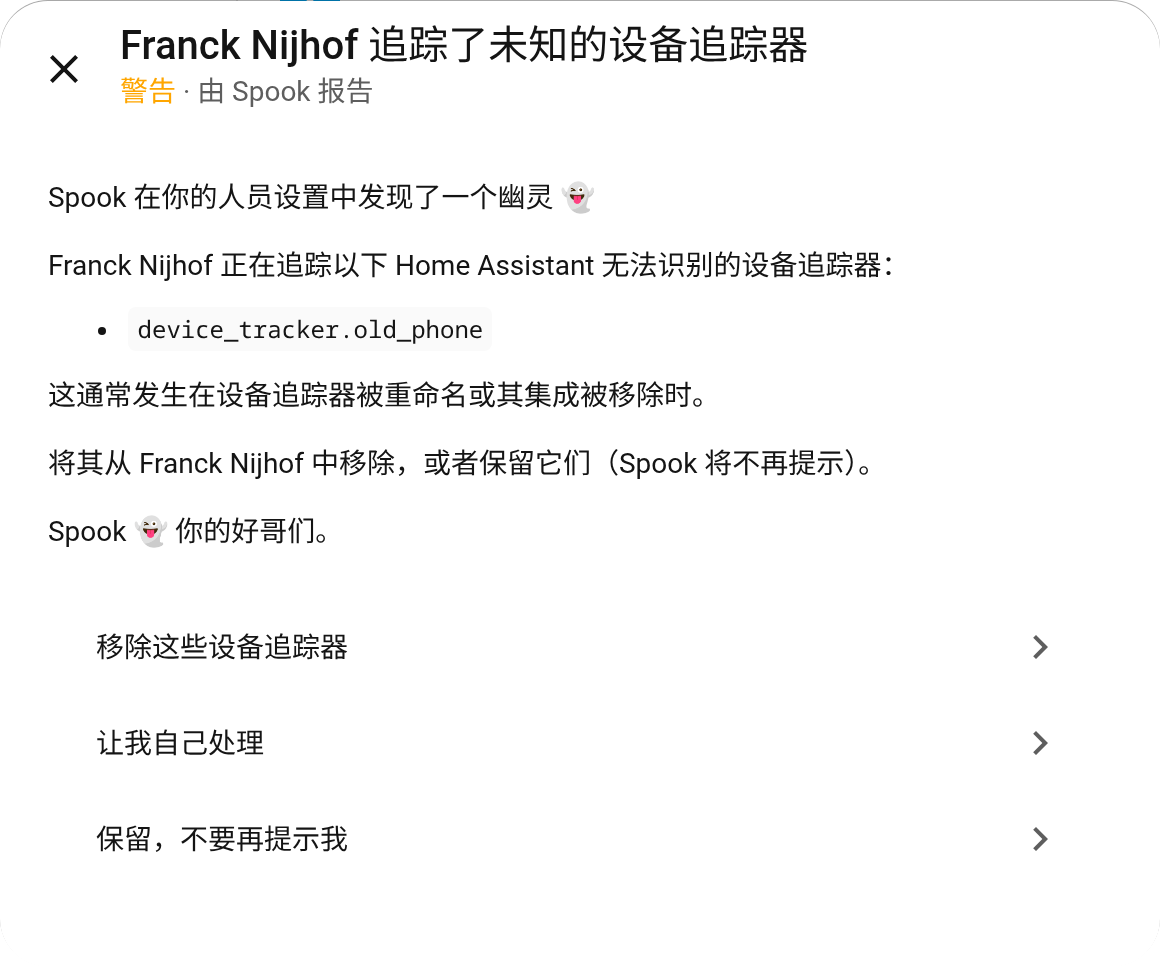 Franck Nijhof 追踪了未知的设备追踪器
警告 · 由 Spook 报告
Spook 在你的人员设置中发现了一个幽灵 👻
Franck Nijhof 正在追踪以下 Home Assistant 无法识别的设备追踪器：
• device_tracker.old_phone
这通常发生在设备追踪器被重命名或其集成被移除时。
将其从 Franck Nijhof 中移除，或者保留它们（Spook 将不再提示）。
Spook 👻 你的好哥们。
移除这些设备追踪器
让我自己处理
保留，不要再提示我